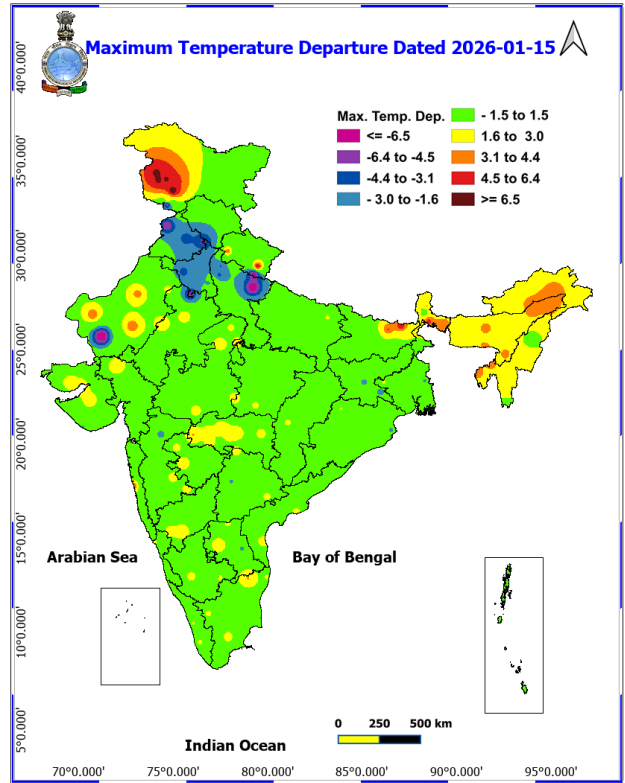 Maximum Temperature Departure Dated 2026-01-15
Max. Temp. Dep.
<= -6.5
-6.4 to -4.5
-4.4 to -3.1
- 3.0 to -1.6
- 1.5 to 1.5
1.6 to 3.0
3.1 to 4.4
4.5 to 6.4
>= 6.5
40°0.000'
35°0.000'
30°0.000'
25°0.000'
20°0.000'
15°0.000'
10°0.000'
5°0.000'
Arabian Sea
Bay of Bengal
Indian Ocean
0 250 500 km
70°0.000' 75°0.000' 80°0.000' 85°0.000' 90°0.000' 95°0.000'